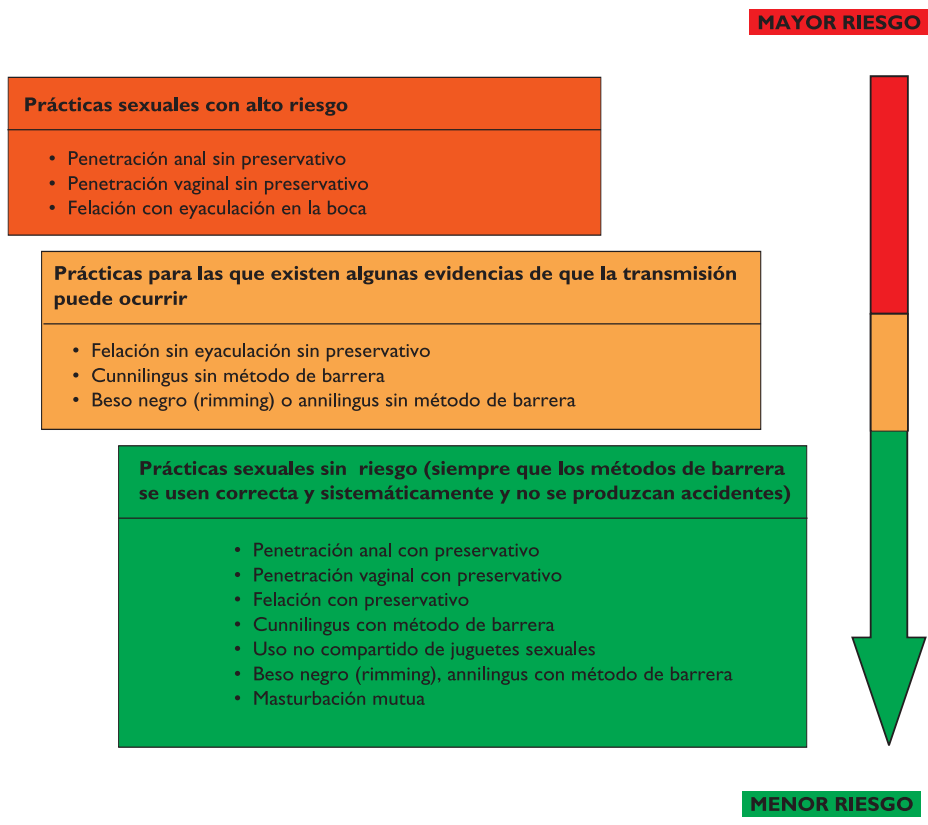 MAYOR RIESGO
Prácticas sexuales con alto riesgo
• Penetración anal sin preservativo
• Penetración vaginal sin preservativo
• Felación con eyaculación en la boca
Prácticas para las que existen algunas evidencias de que la transmisión
puede ocurrir
• Felación sin eyaculación sin preservativo
• Cunnilingus sin método de barrera
• Beso negro (rimming) o annilingus sin método de barrera
Prácticas sexuales sin riesgo (siempre que los métodos de barrera
se usen correcta y sistemáticamente y no se produzcan accidentes)
• Penetración anal con preservativo
• Penetración vaginal con preservativo
• Felación con preservativo
• Cunnilingus con método de barrera
• Uso no compartido de juguetes sexuales
• Beso negro (rimming), annilingus con método de barrera
• Masturbación mutua
MENOR RIESGO